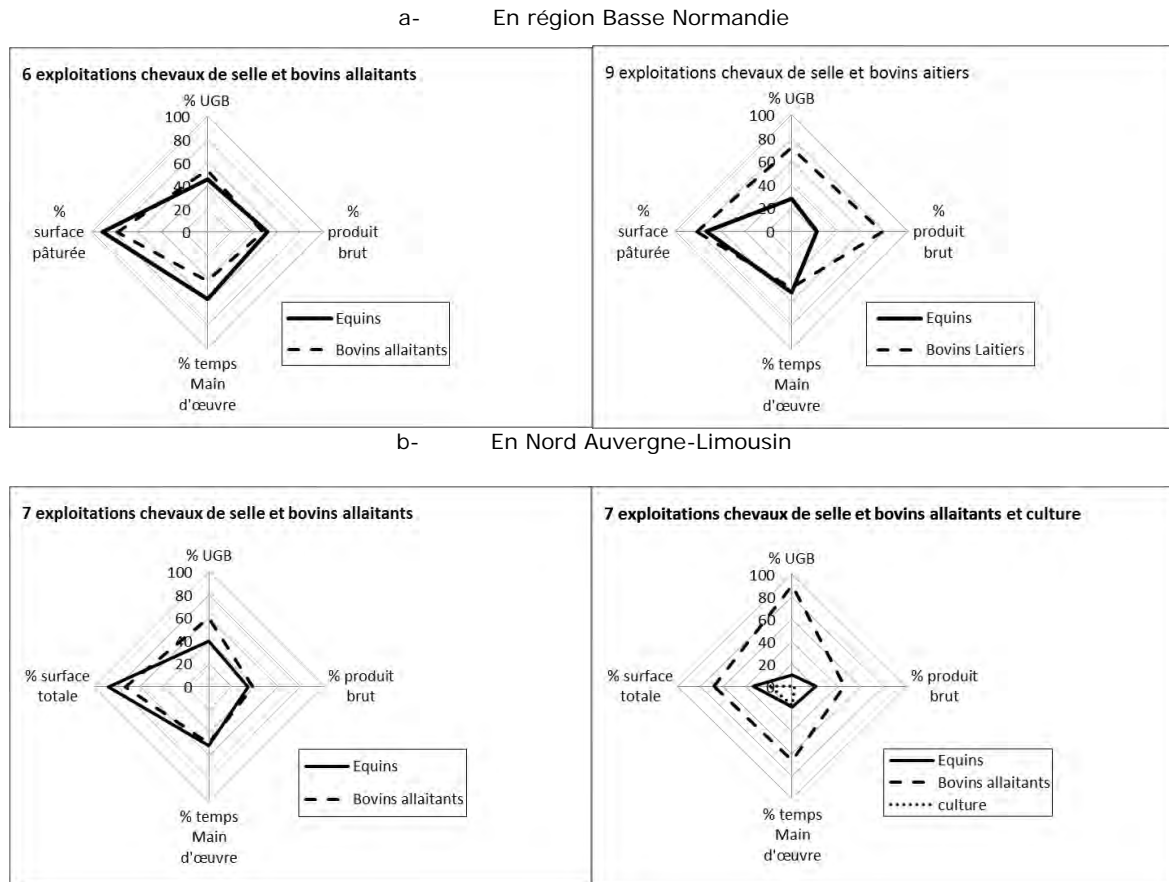 a- En région Basse Normandie
6 exploitations chevaux de selle et bovins allaitants
% UGB
100
80
60
40
20
0
% surface pâturée
% produit brut
% temps Main d'œuvre
Equins
Bovins allaitants
9 exploitations chevaux de selle et bovins aitiers
% UGB
100
80
60
40
20
0
% surface pâturée
% produit brut
% temps Main d'œuvre
Equins
Bovins Laitiers
b- En Nord Auvergne-Limousin
7 exploitations chevaux de selle et bovins allaitants
% UGB
100
80
60
40
20
0
% surface totale
% produit brut
% temps Main d'œuvre
Equins
Bovins allaitants
7 exploitations chevaux de selle et bovins allaitants et culture
% UGB
100
80
60
40
20
0
% surface totale
% produit brut
% temps Main d'œuvre
Equins
Bovins allaitants
culture